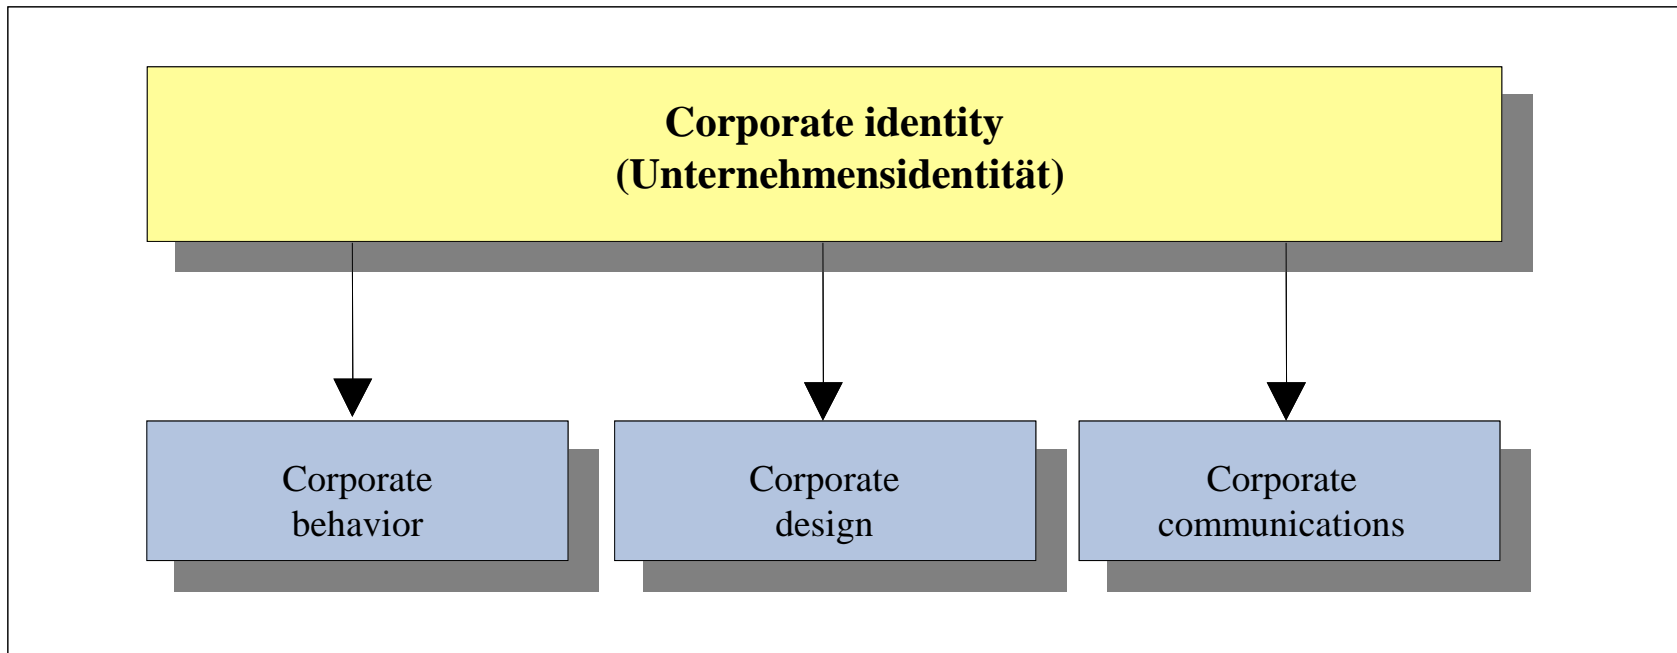 Corporate identity
(Unternehmensidentität)
Corporate
behavior
Corporate
design
Corporate
communications